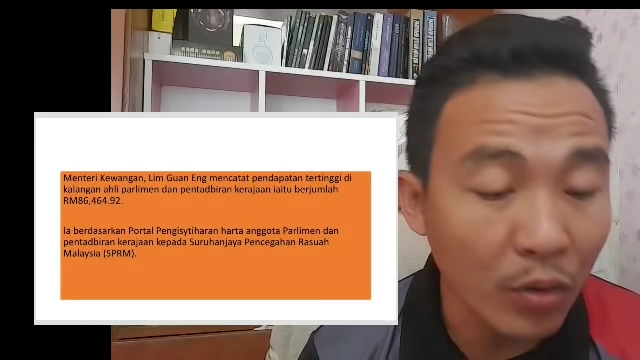 Menteri Kewangan, Lim Guan Eng mencatat pendapatan tertinggi di
kalangan ahli parlimen dan pentadbiran kerajaan iaitu berjumlah
RM86,464.92.
Ia berdasarkan Portal Pengisytiharan harta anggota Parlimen dan
pentadbiran kerajaan kepada Suruhanjaya Pencegahan Rasuah
Malaysia (SPRM).